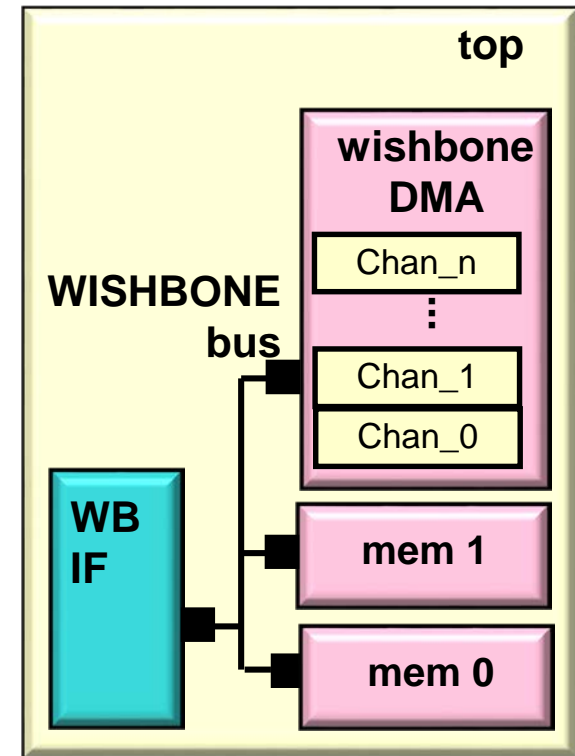 top
wishbone
DMA
Chan_n
WISHBONE
bus
Chan_1
Chan_0
WB
IF
mem 1
mem 0